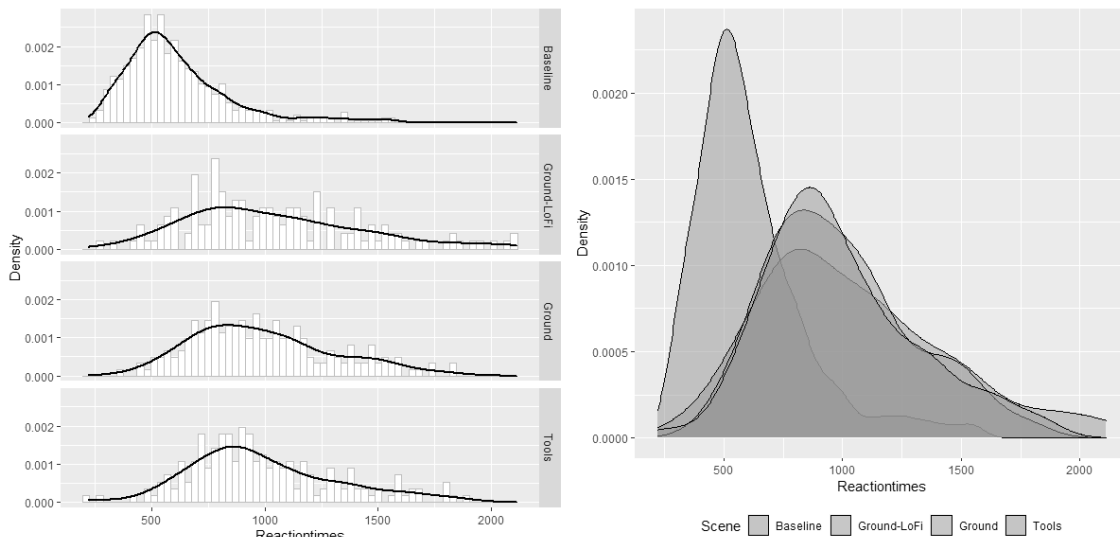 0.002
0.001
0.000
Baseline
0.002
0.001
0.000
Ground-LoFi
0.002
0.001
0.000
Ground
0.002
0.001
0.000
Tools
Density
500 1000 1500 2000
Reactiontimes
0.0020
0.0015
0.0010
0.0005
0.0000
Density
500 1000 1500 2000
Reactiontimes
Scene Baseline Ground-LoFi Ground Tools